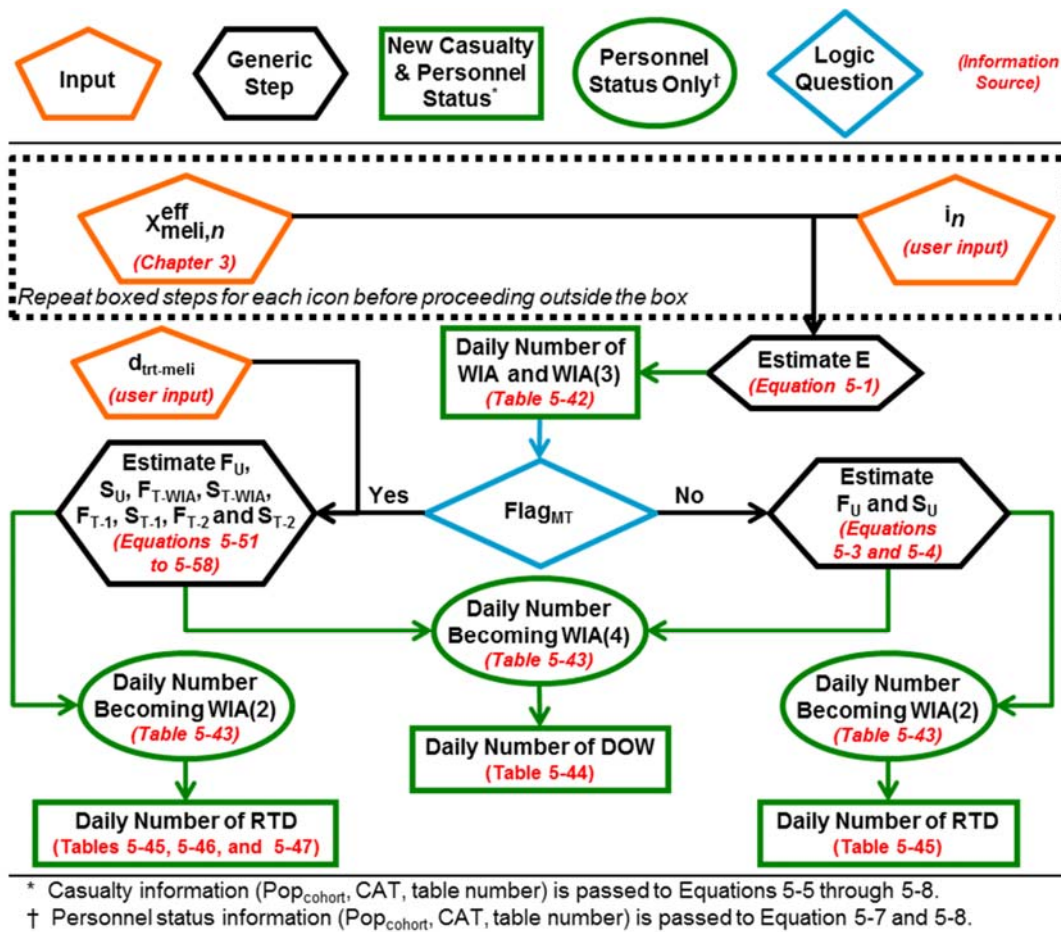 Input
Generic
Step
New Casualty
& Personnel
Status*
Personnel
Status Only†
Logic
Question
(Information
Source)
X^eff_meli,n
(Chapter 3)
i_n
(user input)
Repeat boxed steps for each icon before proceeding outside the box
d_trt-meli
(user input)
Daily Number of
WIA and WIA(3)
(Table 5-42)
Estimate E
(Equation 5-1)
Estimate F_U,
S_U, F_T-WIA, S_T-WIA,
F_T-1, S_T-1, F_T-2 and S_T-2
(Equations 5-51
to 5-58)
Yes
Flag_MT
No
Estimate
F_U and S_U
(Equations
5-3 and 5-4)
Daily Number
Becoming WIA(4)
(Table 5-43)
Daily Number
Becoming WIA(2)
(Table 5-43)
Daily Number
Becoming WIA(2)
(Table 5-43)
Daily Number of DOW
(Table 5-44)
Daily Number of RTD
(Tables 5-45, 5-46, and 5-47)
Daily Number of RTD
(Table 5-45)
* Casualty information (Pop_cohort, CAT, table number) is passed to Equations 5-5 through 5-8.
† Personnel status information (Pop_cohort, CAT, table number) is passed to Equation 5-7 and 5-8.